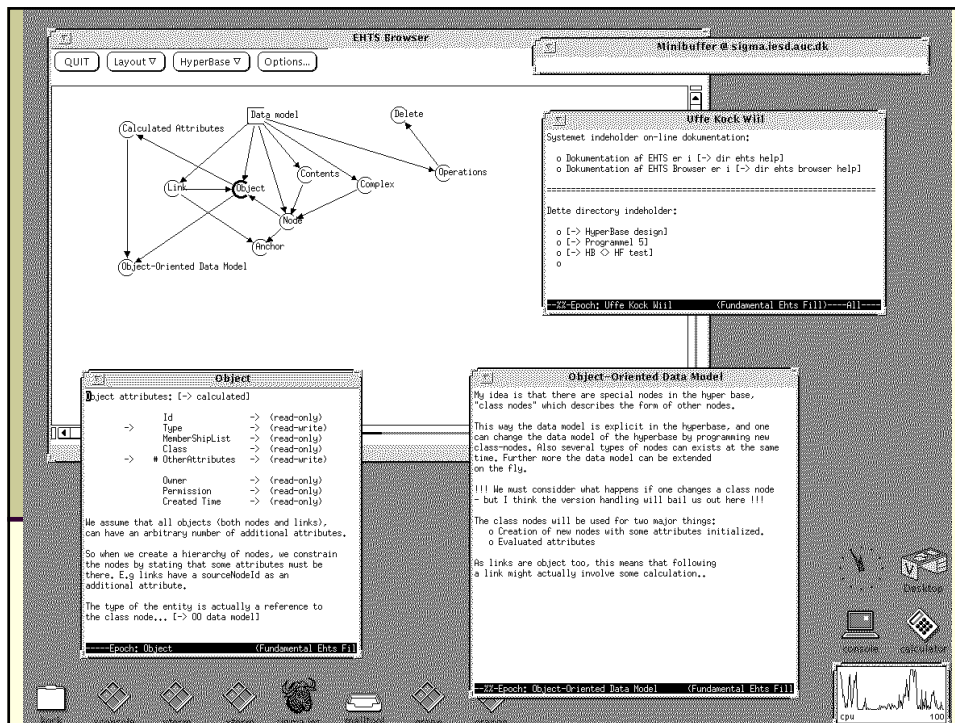 EHTS Browser
QUIT Layout ▽ HyperBase ▽ Options...
Minibuffer @ sigma.iesd.auc.dk
Data model
Delete
Calculated Attributes
Contents
Operations
Link
Object
Complex
Node
Anchor
Object-Oriented Data Model
Uffe Kock Wiil
Systemet indeholder on-line dokumentation:
o Dokumentation af EHTS er i [-> dir ehts help]
o Dokumentation af EHTS Browser er i [-> dir ehts browser help]
Dette directory indeholder:
o [-> HyperBase design]
o [-> Programmel 5]
o [-> HB <> HF test]
o
--%%-Epoch: Uffe Kock Wiil (Fundamental Ehts Fill)----All----
Object
Object attributes: [-> calculated]
Id -> (read-only)
-> Type -> (read-write)
MemberShipList -> (read-only)
Class -> (read-only)
-> # OtherAttributes -> (read-write)
Owner -> (read-only)
Permission -> (read-only)
Created Time -> (read-only)
We assume that all objects (both nodes and links),
can have an arbitrary number of additional attributes.
So when we create a hierarchy of nodes, we constrain
the nodes by stating that some attributes must be
there. E.g links have a sourceNodeId as an
additional attribute.
The type of the entity is actually a reference to
the class node... [-> OO data model]
-----Epoch: Object (Fundamental Ehts Fil
Object-Oriented Data Model
My idea is that there are special nodes in the hyper base,
"class nodes" which describes the form of other nodes.
This way the data model is explicit in the hyperbase, and one
can change the data model of the hyperbase by programming new
class-nodes. Also several types of nodes can exists at the same
time. Further more the data model can be extended
on the fly.
!!! We must considder what happens if one changes a class node
- but I think the version handling will bail us out here !!!
The class nodes will be used for two major things:
o Creation of new nodes with some attributes initialized.
o Evaluated attributes
As links are object too, this means that following
a link might actually involve some calculation..
--%%-Epoch: Object-Oriented Data Model (Fundamental Ehts Fill
Desktop
console calculator
kock
mailtool
cpu 100